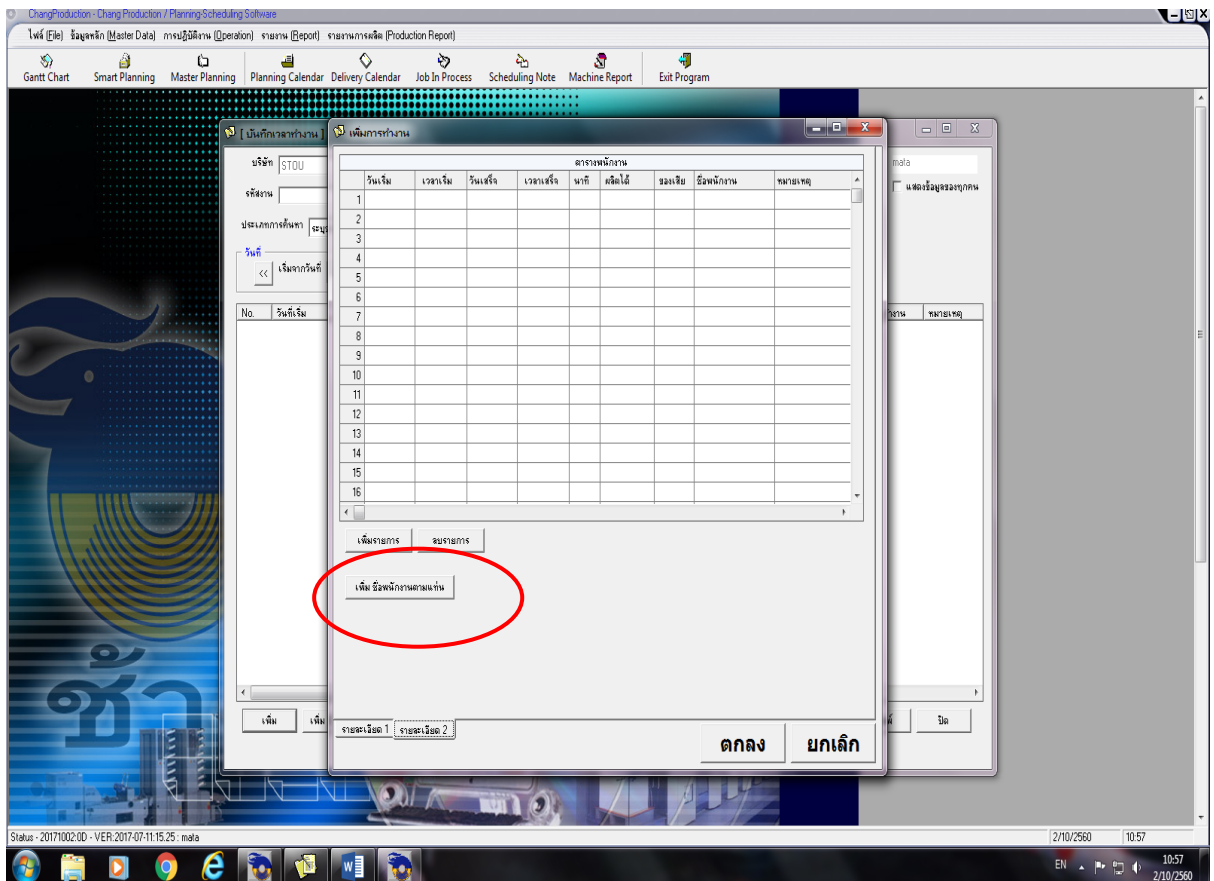 ChangProduction - Chang Production / Planning-Scheduling Software
ไฟล์ (File) ข้อมูลหลัก (Master Data) การปฏิบัติงาน (Operation) รายงาน (Report) รายงานการผลิต (Production Report)
Gantt Chart Smart Planning Master Planning Planning Calendar Delivery Calendar Job In Process Scheduling Note Machine Report Exit Program
[ บันทึกเวลาทำงาน ] เพิ่มการทำงาน
บริษัท STOU mata
รหัสงาน แสดงข้อมูลของทุกคน
ประเภทการค้นหา
วันที่
<< เริ่มจากวันที่
No. วันที่เริ่ม หมายเหตุ
ตารางพนักงาน
วันเริ่ม เวลาเริ่ม วันเสร็จ เวลาเสร็จ นาที ผลิตได้ ของเสีย ชื่อพนักงาน หมายเหตุ
1
2
3
4
5
6
7
8
9
10
11
12
13
14
15
16
เพิ่มรายการ ลบรายการ
เพิ่ม ชื่อพนักงานตามแท่น
รายละเอียด 1 รายละเอียด 2
ตกลง ยกเลิก
เพิ่ม เพิ่ม ปิด
ช้า
Status - 20171002:0D - VER:2017-07-11:15.25 : mata 2/10/2560 10:57
EN 10:57
2/10/2560